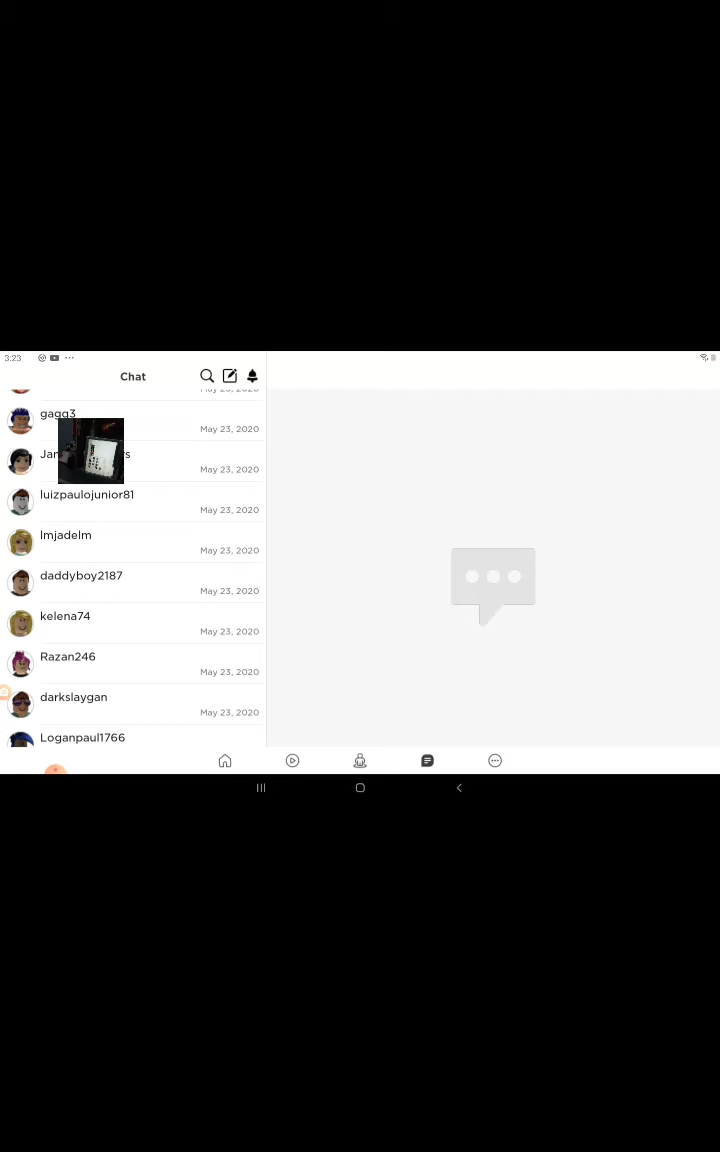 3:23
Chat
gagg3
May 23, 2020
May 23, 2020
luizpaulojunior81
May 23, 2020
lmjadelm
May 23, 2020
daddyboy2187
May 23, 2020
kelena74
May 23, 2020
Razan246
May 23, 2020
darkslaygan
May 23, 2020
Loganpaul1766